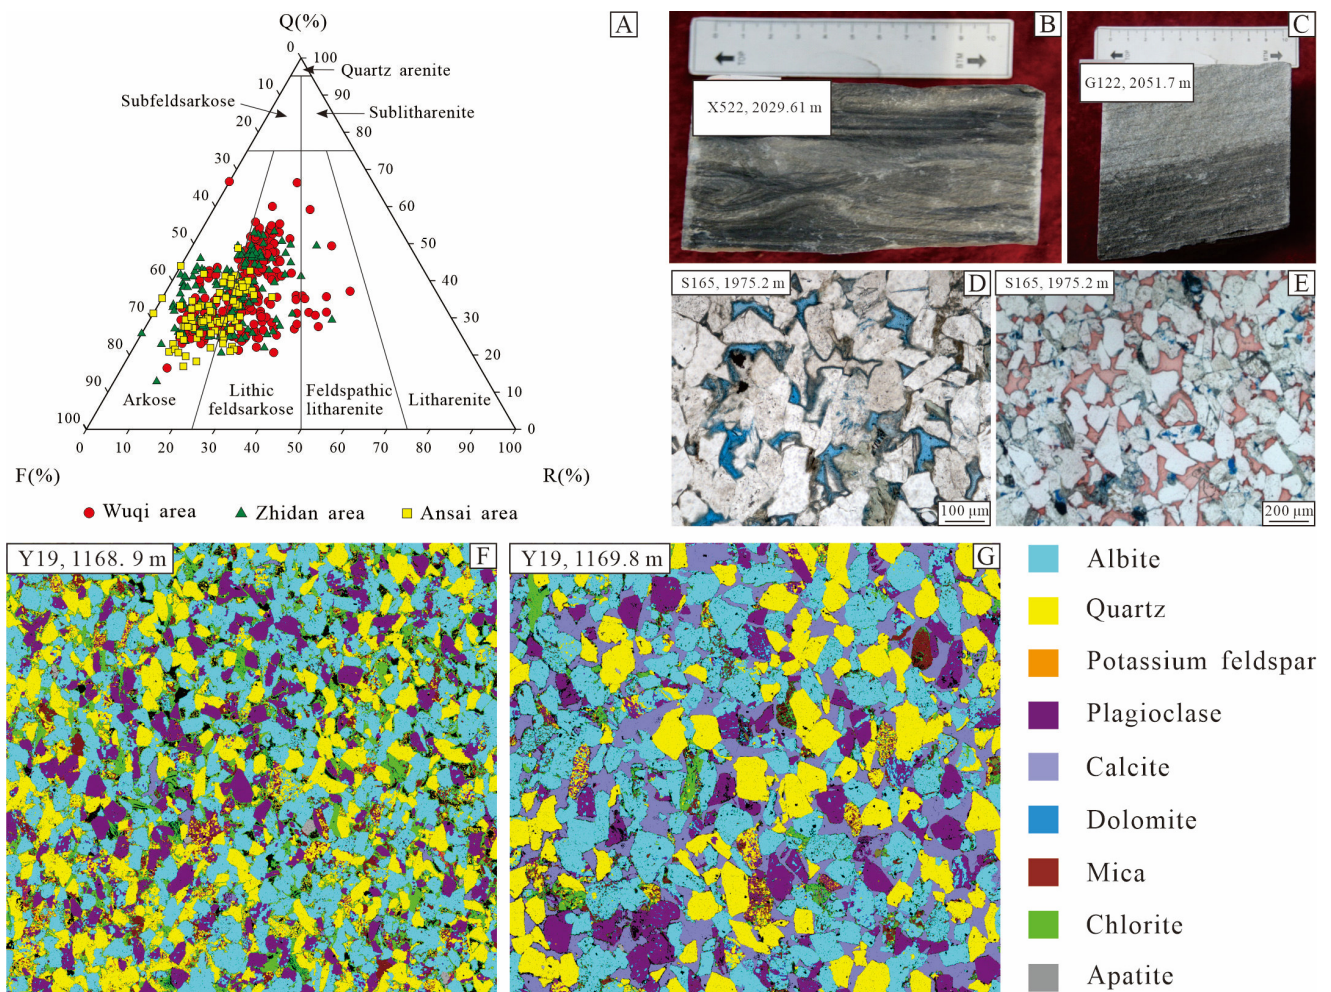 Q(%)
A
0
100
Quartz arenite
10
90
Subfeldsarkose
Sublitharenite
20
80
30
70
40
60
50
50
60
40
70
30
80
20
90
10
Arkose
Lithic
feldsarkose
Feldspathic
litharenite
Litharenite
100
0
0
10
20
30
40
50
60
70
80
90
100
F(%)
R(%)
Wuqi area
Zhidan area
Ansai area
B
TOP
BTM
X522, 2029.61 m
C
TOP
BTM
G122, 2051.7 m
S165, 1975.2 m
D
100 μm
S165, 1975.2 m
E
200 μm
Y19, 1168. 9 m
F
Y19, 1169.8 m
G
Albite
Quartz
Potassium feldspar
Plagioclase
Calcite
Dolomite
Mica
Chlorite
Apatite